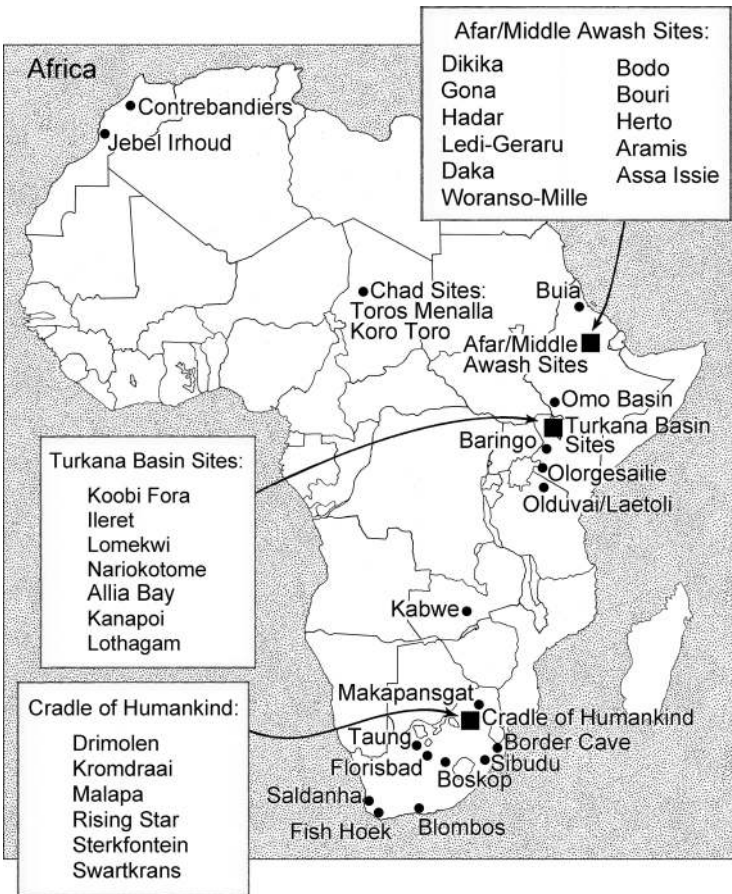 Afar/Middle Awash Sites:
Dikika
Gona
Hadar
Ledi-Geraru
Daka
Woranso-Mille
Bodo
Bouri
Herto
Aramis
Assa Issie
Africa
Contrebandiers
Jebel Irhoud
Chad Sites:
Toros Menalla
Koro Toro
Buia
Afar/Middle
Awash Sites
Omo Basin
Turkana Basin
Sites
Baringo
Olorgesailie
Olduvai/Laetoli
Turkana Basin Sites:
Koobi Fora
Ileret
Lomekwi
Nariokotome
Allia Bay
Kanapoi
Lothagam
Kabwe
Makapansgat
Cradle of Humankind
Taung
Border Cave
Florisbad
Sibudu
Boskop
Saldanha
Fish Hoek
Blombos
Cradle of Humankind:
Drimolen
Kromdraai
Malapa
Rising Star
Sterkfontein
Swartkrans